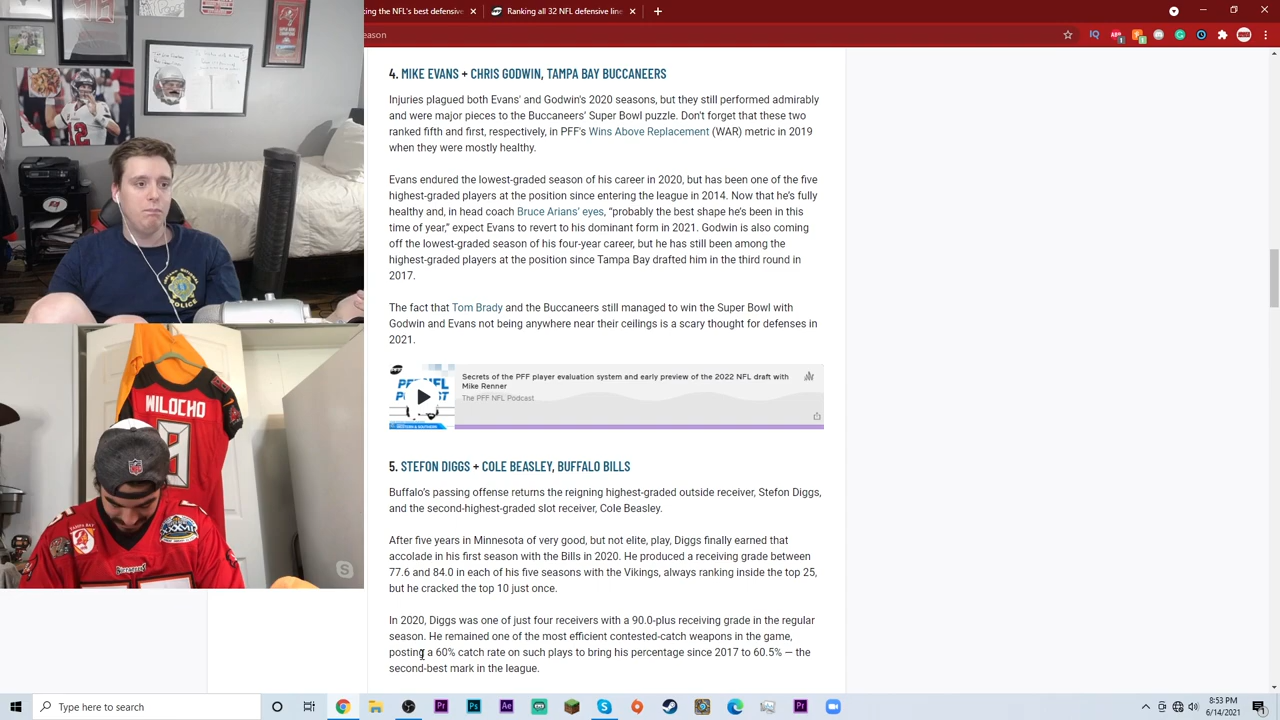 king the NFL's best defensive
Ranking all 32 NFL defensive line
season)
4. MIKE EVANS + CHRIS GODWIN, TAMPA BAY BUCCANEERS
Injuries plagued both Evans' and Godwin's 2020 seasons, but they still performed admirably
and were major pieces to the Buccaneers' Super Bowl puzzle. Don't forget that these two
ranked fifth and first, respectively, in PFF's Wins Above Replacement (WAR) metric in 2019
when they were mostly healthy.
Evans endured the lowest-graded season of his career in 2020, but has been one of the five
highest-graded players at the position since entering the league in 2014. Now that he's fully
healthy and, in head coach Bruce Arians' eyes, “probably the best shape he's been in this
time of year,” expect Evans to revert to his dominant form in 2021. Godwin is also coming
off the lowest-graded season of his four-year career, but he has still been among the
highest-graded players at the position since Tampa Bay drafted him in the third round in
2017.
The fact that Tom Brady and the Buccaneers still managed to win the Super Bowl with
Godwin and Evans not being anywhere near their ceilings is a scary thought for defenses in
2021.
Secrets of the PFF player evaluation system and early preview of the 2022 NFL draft with
Mike Renner
The PFF NFL Podcast
5. STEFON DIGGS + COLE BEASLEY, BUFFALO BILLS
Buffalo's passing offense returns the reigning highest-graded outside receiver, Stefon Diggs,
and the second-highest-graded slot receiver, Cole Beasley.
After five years in Minnesota of very good, but not elite, play, Diggs finally earned that
accolade in his first season with the Bills in 2020. He produced a receiving grade between
77.6 and 84.0 in each of his five seasons with the Vikings, always ranking inside the top 25,
but he cracked the top 10 just once.
In 2020, Diggs was one of just four receivers with a 90.0-plus receiving grade in the regular
season. He remained one of the most efficient contested-catch weapons in the game,
posting a 60% catch rate on such plays to bring his percentage since 2017 to 60.5% — the
second-best mark in the league.
12
POLICE
WILOCHO
8
NFL
TAMPA BAY
XXXVII
BUCCANEERS
Type here to search
8:53 PM
6/14/2021